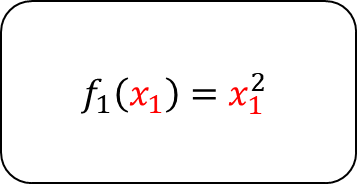 f₁(x₁) = x₁²